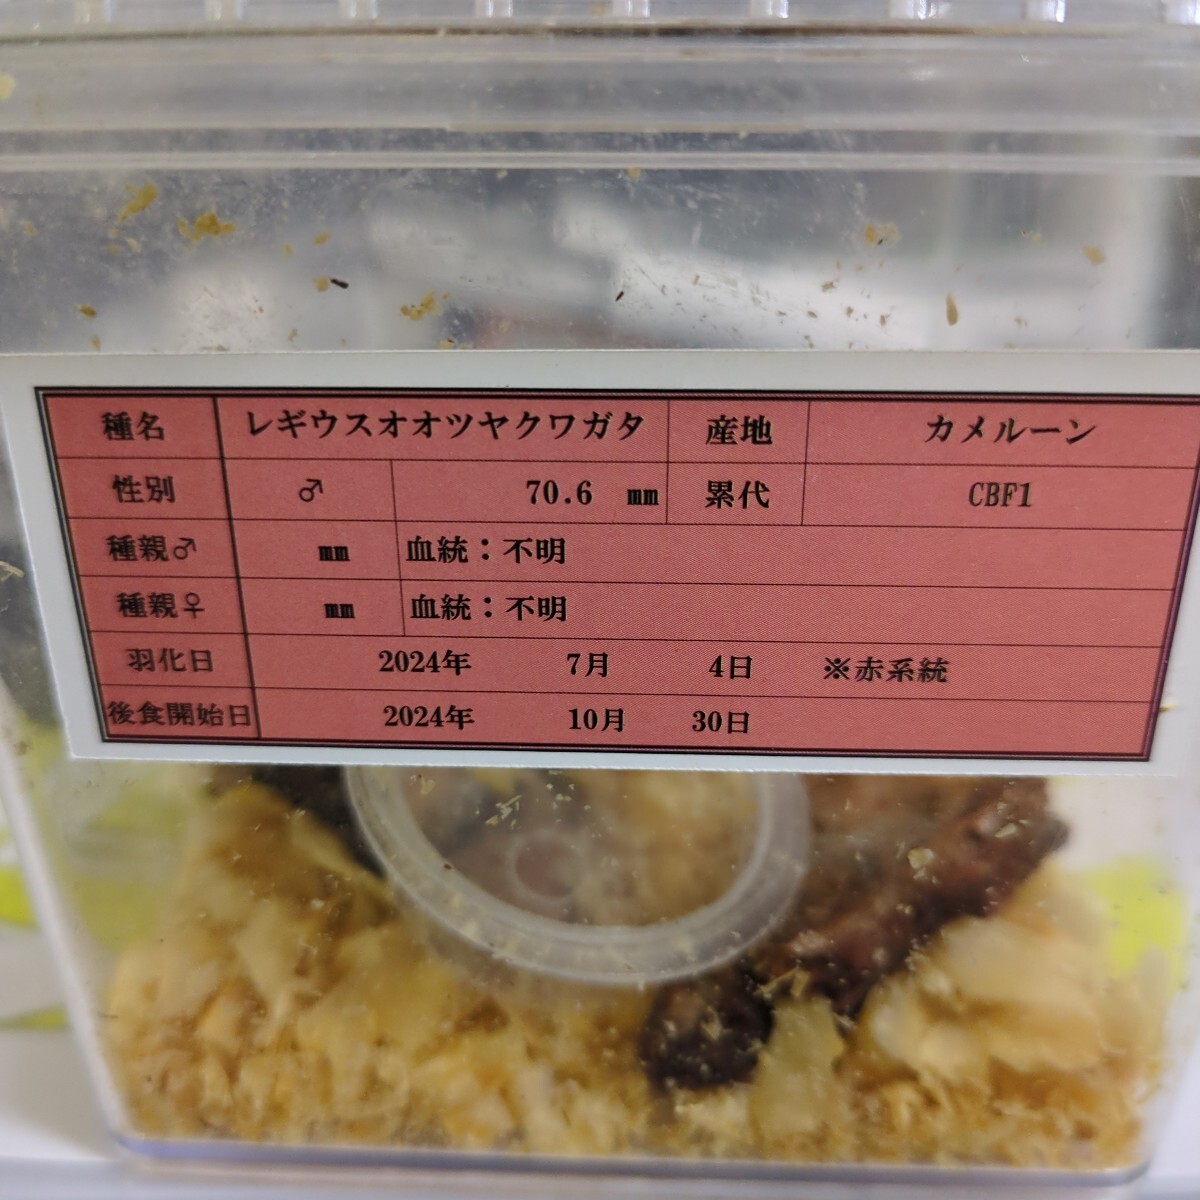 種名 レギウスオオツヤクワガタ 産地 カメルーン
性別 ♂ 70.6 ㎜ 累代 CBF1
種親♂ ㎜ 血統：不明
種親♀ ㎜ 血統：不明
羽化日 2024年 7月 4日 ※赤系統
後食開始日 2024年 10月 30日